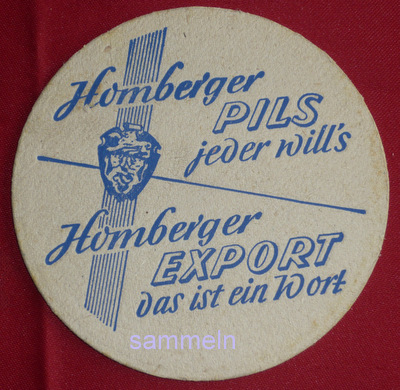 Homberger
PILS
jeder will's
Homberger
EXPORT
das ist ein Wort
sammeln